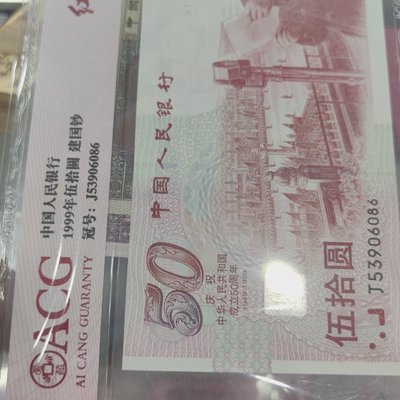 红
ACG
AI CANG GUARANTY
中国人民银行
1999年伍拾圆 建国钞
冠号: J53906086
中国人民银行
50
庆祝
中华人民共和国
成立50周年
1949-1999
伍拾圆
J53906086